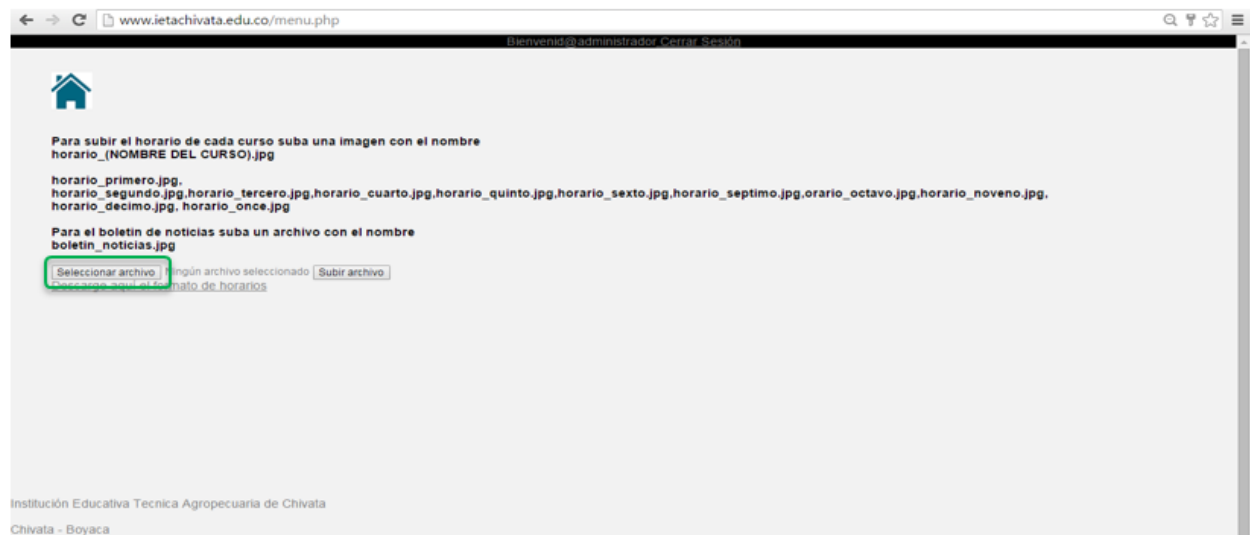 www.ietachivata.edu.co/menu.php
Bienvenid@administrador Cerrar Sesión
Para subir el horario de cada curso suba una imagen con el nombre
horario_(NOMBRE DEL CURSO).jpg
horario_primero.jpg,
horario_segundo.jpg,horario_tercero.jpg,horario_cuarto.jpg,horario_quinto.jpg,horario_sexto.jpg,horario_septimo.jpg,orario_octavo.jpg,horario_noveno.jpg,
horario_decimo.jpg, horario_once.jpg
Para el boletin de noticias suba un archivo con el nombre
boletin_noticias.jpg
Seleccionar archivo Ningún archivo seleccionado Subir archivo
Descarge aquí el formato de horarios
Institución Educativa Tecnica Agropecuaria de Chivata
Chivata - Boyaca